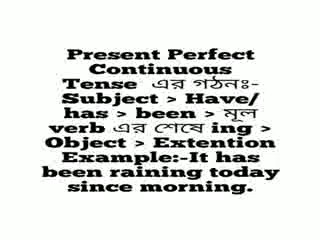 Present Perfect
Continuous
Tense এর গঠনঃ-
Subject > Have/
has > been > মূল
verb এর শেষে ing >
Object > Extention
Example:-It has
been raining today
since morning.